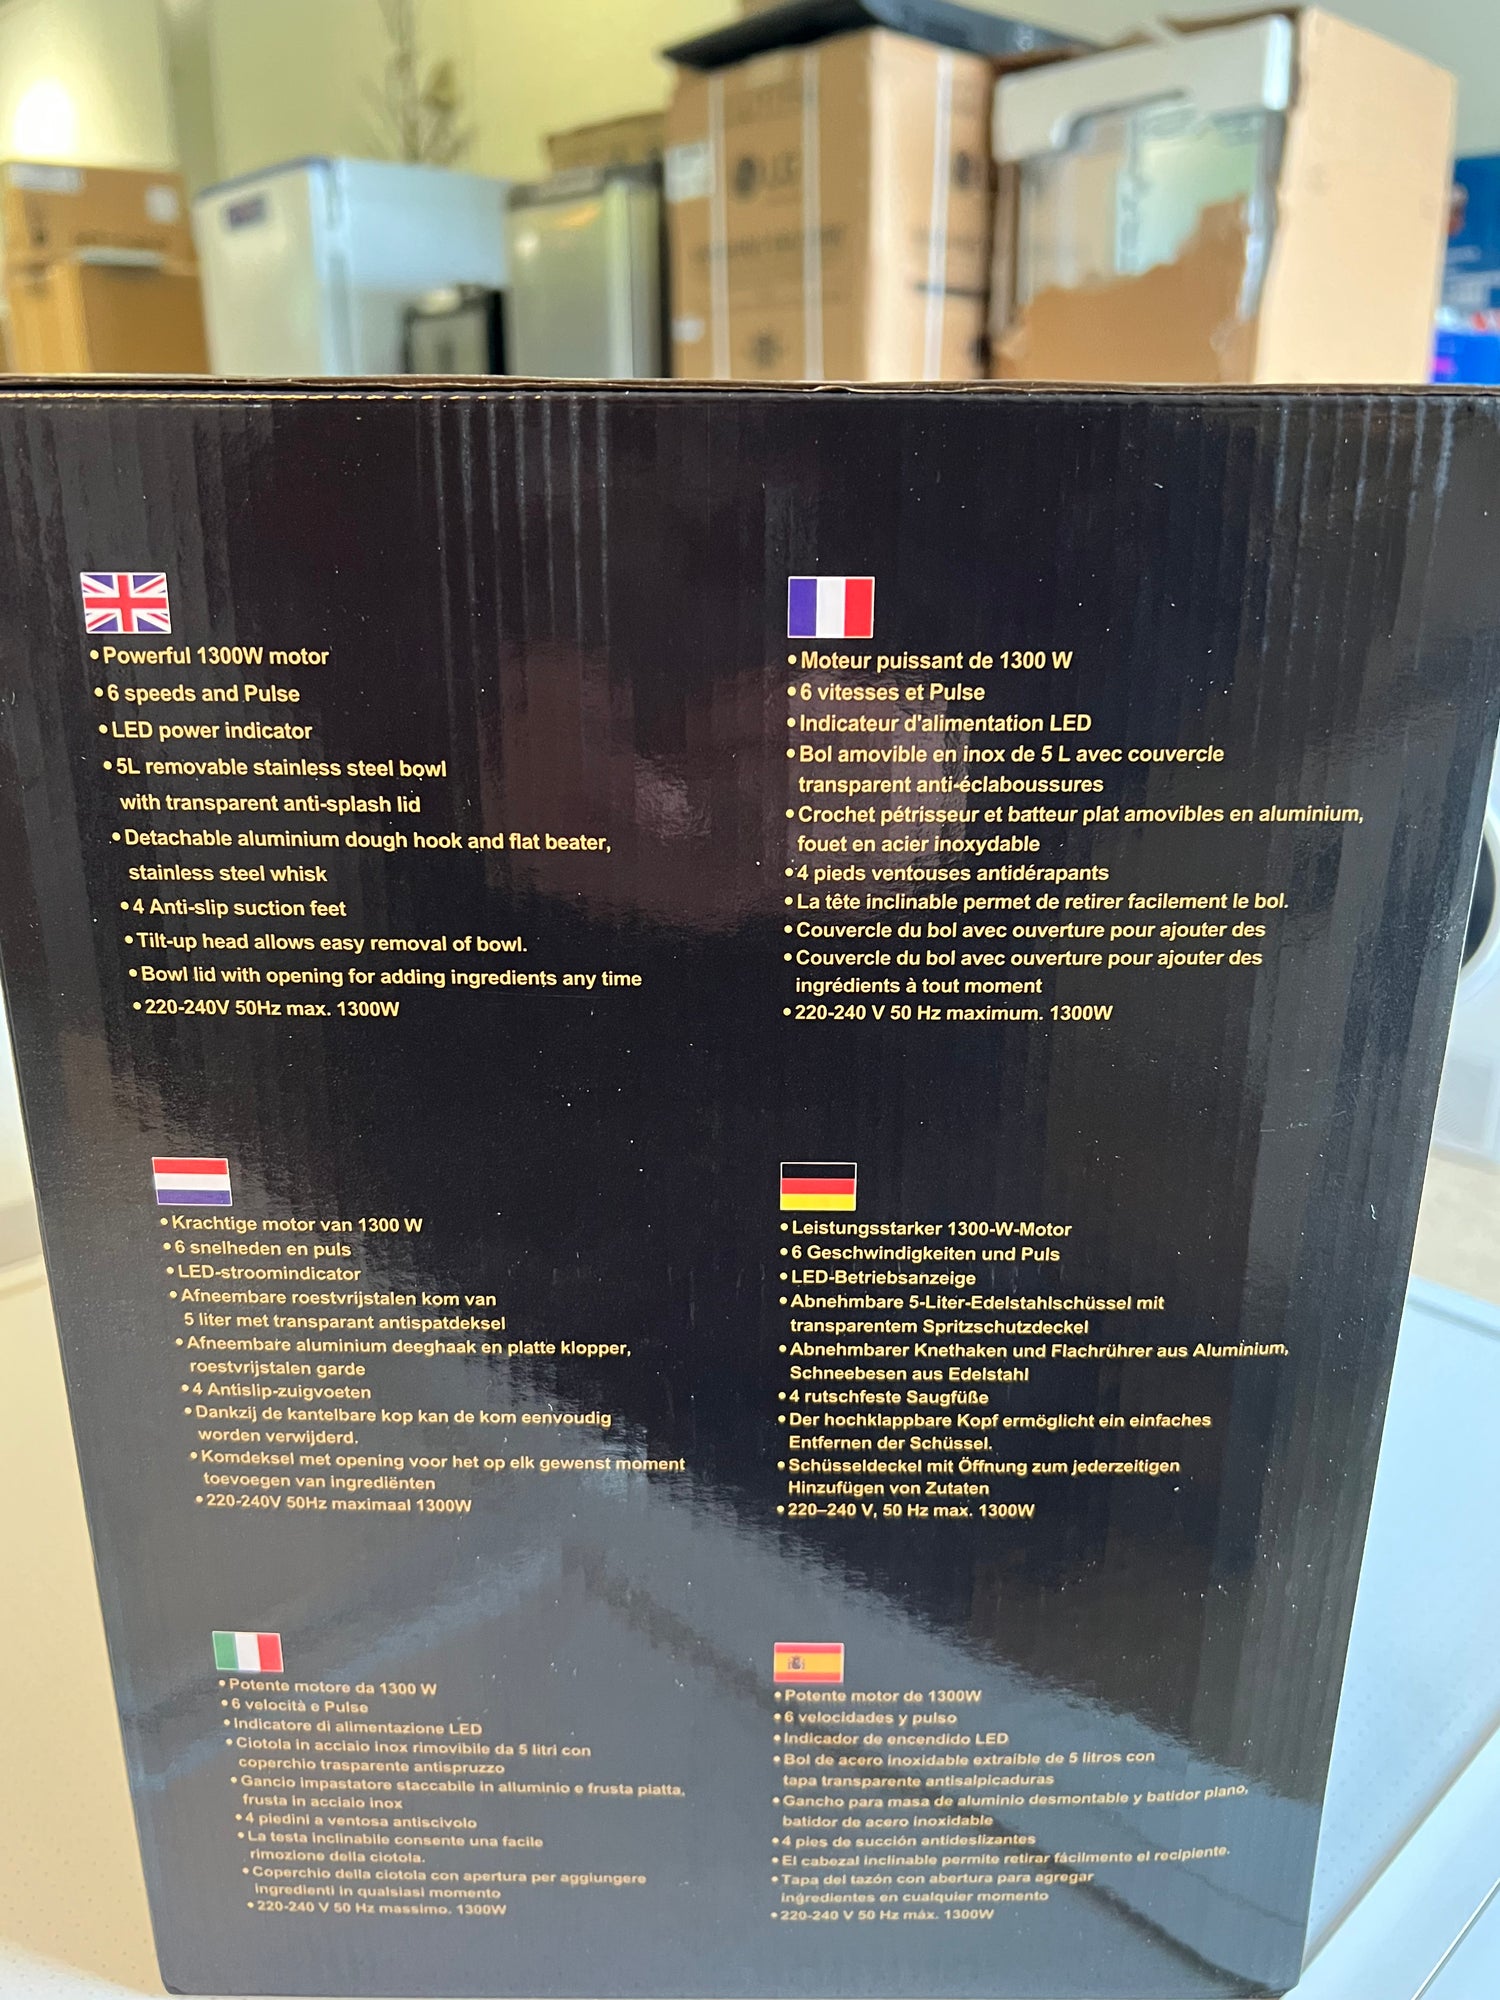 LG
•Powerful 1300W motor
•6 speeds and Pulse
•LED power indicator
•5L removable stainless steel bowl
with transparent anti-splash lid
•Detachable aluminium dough hook and flat beater,
stainless steel whisk
•4 Anti-slip suction feet
•Tilt-up head allows easy removal of bowl.
•Bowl lid with opening for adding ingredients any time
•220-240V 50Hz max. 1300W
•Moteur puissant de 1300 W
•6 vitesses et Pulse
•Indicateur d'alimentation LED
•Bol amovible en inox de 5 L avec couvercle
transparent anti-éclaboussures
•Crochet pétrisseur et batteur plat amovibles en aluminium,
fouet en acier inoxydable
•4 pieds ventouses antidérapants
•La tête inclinable permet de retirer facilement le bol.
•Couvercle du bol avec ouverture pour ajouter des
•Couvercle du bol avec ouverture pour ajouter des
ingrédients à tout moment
•220-240 V 50 Hz maximum. 1300W
•Krachtige motor van 1300 W
•6 snelheden en puls
•LED-stroomindicator
•Afneembare roestvrijstalen kom van
5 liter met transparant antispatdeksel
•Afneembare aluminium deeghaak en platte klopper,
roestvrijstalen garde
•4 Antislip-zuigvoeten
•Dankzij de kantelbare kop kan de kom eenvoudig
worden verwijderd.
•Komdeksel met opening voor het op elk gewenst moment
toevoegen van ingrediënten
•220-240V 50Hz maximaal 1300W
•Leistungsstarker 1300-W-Motor
•6 Geschwindigkeiten und Puls
•LED-Betriebsanzeige
•Abnehmbare 5-Liter-Edelstahlschüssel mit
transparentem Spritzschutzdeckel
•Abnehmbarer Knethaken und Flachrührer aus Aluminium,
Schneebesen aus Edelstahl
•4 rutschfeste Saugfüße
•Der hochklappbare Kopf ermöglicht ein einfaches
Entfernen der Schüssel.
•Schüsseldeckel mit Öffnung zum jederzeitigen
Hinzufügen von Zutaten
•220–240 V, 50 Hz max. 1300W
•Potente motore da 1300 W
•6 velocità e Pulse
•Indicatore di alimentazione LED
•Ciotola in acciaio inox rimovibile da 5 litri con
coperchio trasparente antispruzzo
•Gancio impastatore staccabile in alluminio e frusta piatta,
frusta in acciaio inox
•4 piedini a ventosa antiscivolo
•La testa inclinabile consente una facile
rimozione della ciotola.
•Coperchio della ciotola con apertura per aggiungere
ingredienti in qualsiasi momento
•220-240 V 50 Hz massimo. 1300W
•Potente motor de 1300W
•6 velocidades y pulso
•Indicador de encendido LED
•Bol de acero inoxidable extraíble de 5 litros con
tapa transparente antisalpicaduras
•Gancho para masa de aluminio desmontable y batidor plano,
batidor de acero inoxidable
•4 pies de succión antideslizantes
•El cabezal inclinable permite retirar fácilmente el recipiente.
•Tapa del tazón con abertura para agregar
ingredientes en cualquier momento
•220-240 V 50 Hz máx. 1300W